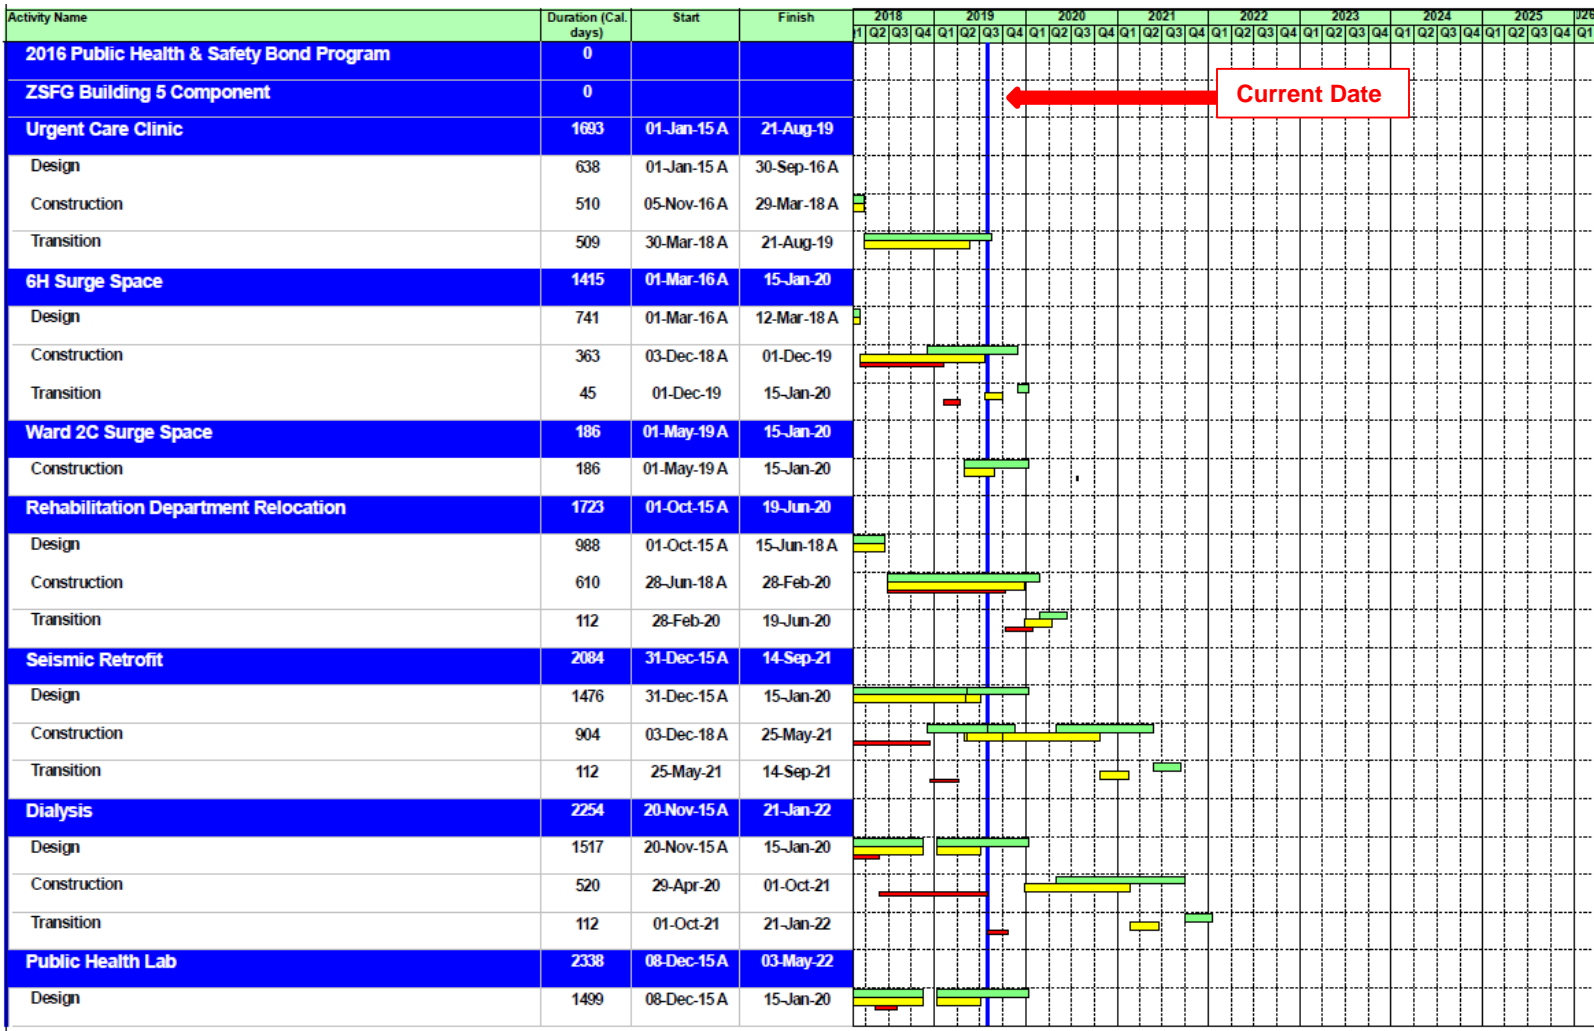 Activity Name Duration (Cal. days) Start Finish 2018 2019 2020 2021 2022 2023 2024 2025
Q2 Q3 Q4 Q1 Q2 Q3 Q4 Q1 Q2 Q3 Q4 Q1 Q2 Q3 Q4 Q1 Q2 Q3 Q4 Q1 Q2 Q3 Q4 Q1 Q2 Q3 Q4 Q1 Q2 Q3 Q4 Q1
2016 Public Health & Safety Bond Program 0
ZSFG Building 5 Component 0
Current Date
Urgent Care Clinic 1693 01-Jan-15 A 21-Aug-19
Design 638 01-Jan-15 A 30-Sep-16 A
Construction 510 05-Nov-16 A 29-Mar-18 A
Transition 509 30-Mar-18 A 21-Aug-19
6H Surge Space 1415 01-Mar-16 A 15-Jan-20
Design 741 01-Mar-16 A 12-Mar-18 A
Construction 363 03-Dec-18 A 01-Dec-19
Transition 45 01-Dec-19 15-Jan-20
Ward 2C Surge Space 186 01-May-19 A 15-Jan-20
Construction 186 01-May-19 A 15-Jan-20
Rehabilitation Department Relocation 1723 01-Oct-15 A 19-Jun-20
Design 988 01-Oct-15 A 15-Jun-18 A
Construction 610 28-Jun-18 A 28-Feb-20
Transition 112 28-Feb-20 19-Jun-20
Seismic Retrofit 2084 31-Dec-15 A 14-Sep-21
Design 1476 31-Dec-15 A 15-Jan-20
Construction 904 03-Dec-18 A 25-May-21
Transition 112 25-May-21 14-Sep-21
Dialysis 2254 20-Nov-15 A 21-Jan-22
Design 1517 20-Nov-15 A 15-Jan-20
Construction 520 29-Apr-20 01-Oct-21
Transition 112 01-Oct-21 21-Jan-22
Public Health Lab 2338 08-Dec-15 A 03-May-22
Design 1499 08-Dec-15 A 15-Jan-20